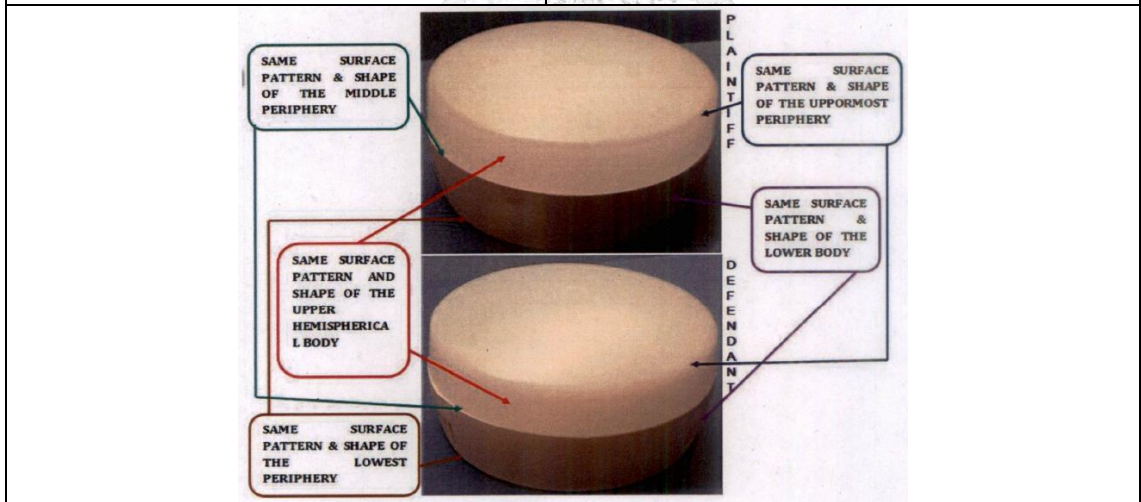 SAME SURFACE
PATTERN & SHAPE
OF THE MIDDLE
PERIPHERY
PLAINTIFF
SAME SURFACE
PATTERN & SHAPE
OF THE UPPORMOST
PERIPHERY
SAME SURFACE
PATTERN &
SHAPE OF THE
LOWER BODY
SAME SURFACE
PATTERN AND
SHAPE OF THE
UPPER
HEMISPHERICA
L BODY
DEFENDANT
SAME SURFACE
PATTERN & SHAPE OF
THE LOWEST
PERIPHERY